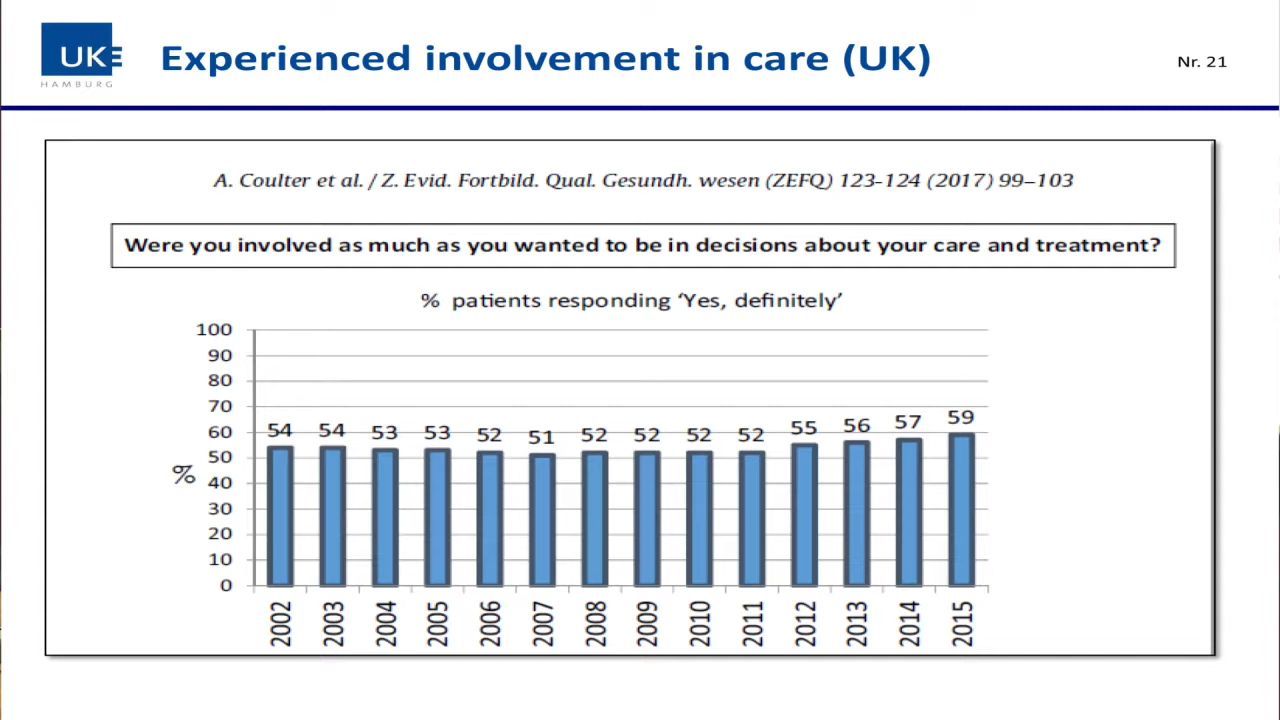 UKE
HAMBURG
Experienced involvement in care (UK)
Nr. 21
A. Coulter et al. / Z. Evid. Fortbild. Qual. Gesundh. wesen (ZEFQ) 123-124 (2017) 99–103
Were you involved as much as you wanted to be in decisions about your care and treatment?
% patients responding ‘Yes, definitely’
100
90
80
70
60
50
40
30
20
10
0
%
54 54 53 53 52 51 52 52 52 52 55 56 57 59
2002 2003 2004 2005 2006 2007 2008 2009 2010 2011 2012 2013 2014 2015